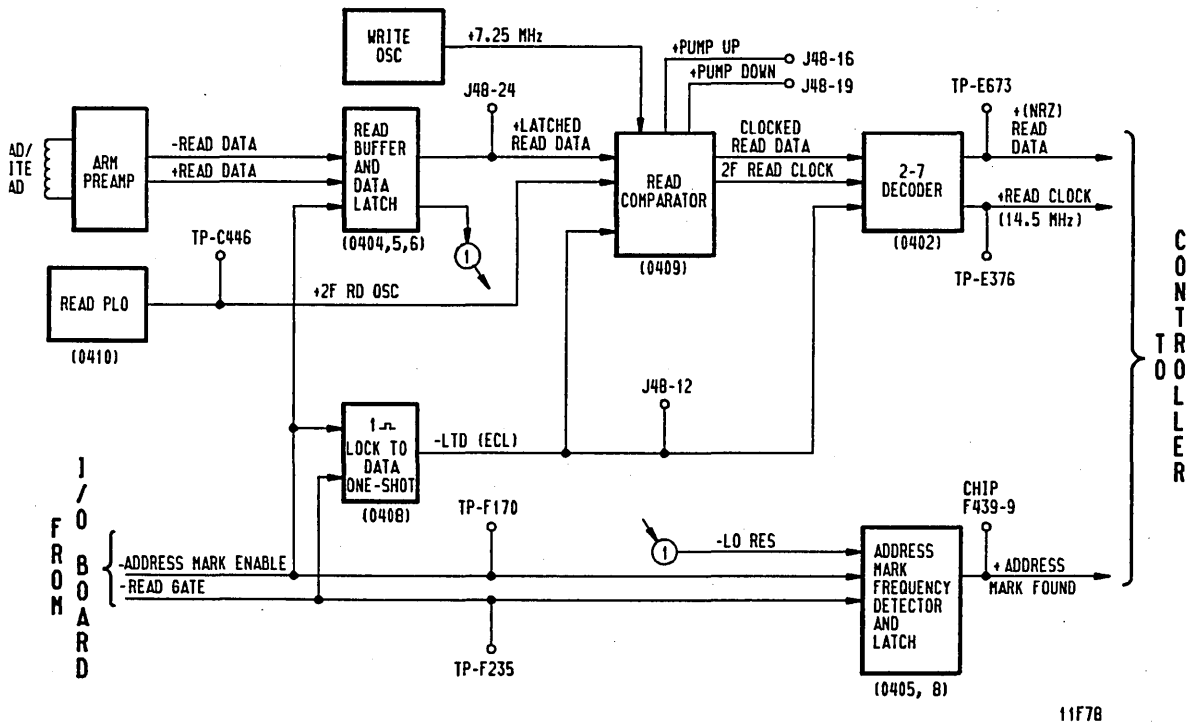 WRITE
OSC
+7.25 MHz
+PUMP UP
J48-16
+PUMP DOWN
J48-19
J48-24
TP-E673
AD/
ITE
AD
ARM
PREAMP
-READ DATA
+READ DATA
READ
BUFFER
AND
DATA
LATCH
(0404,5,6)
+LATCHED
READ DATA
READ
COMPARATOR
(0409)
CLOCKED
READ DATA
2F READ CLOCK
2-7
DECODER
(0402)
+(NRZ)
READ
DATA
+READ CLOCK
(14.5 MHz)
TP-E376
1
TP-C446
READ PLO
(0410)
+2F RD OSC
J48-12
1
LOCK TO
DATA
ONE-SHOT
(0408)
-LTD (ECL)
TO
CONTROLLER
FROM
I/O BOARD
-ADDRESS MARK ENABLE
-READ GATE
TP-F170
TP-F235
1
-LO RES
ADDRESS
MARK
FREQUENCY
DETECTOR
AND
LATCH
(0405, 8)
CHIP
F439-9
+ ADDRESS
MARK FOUND
11F78